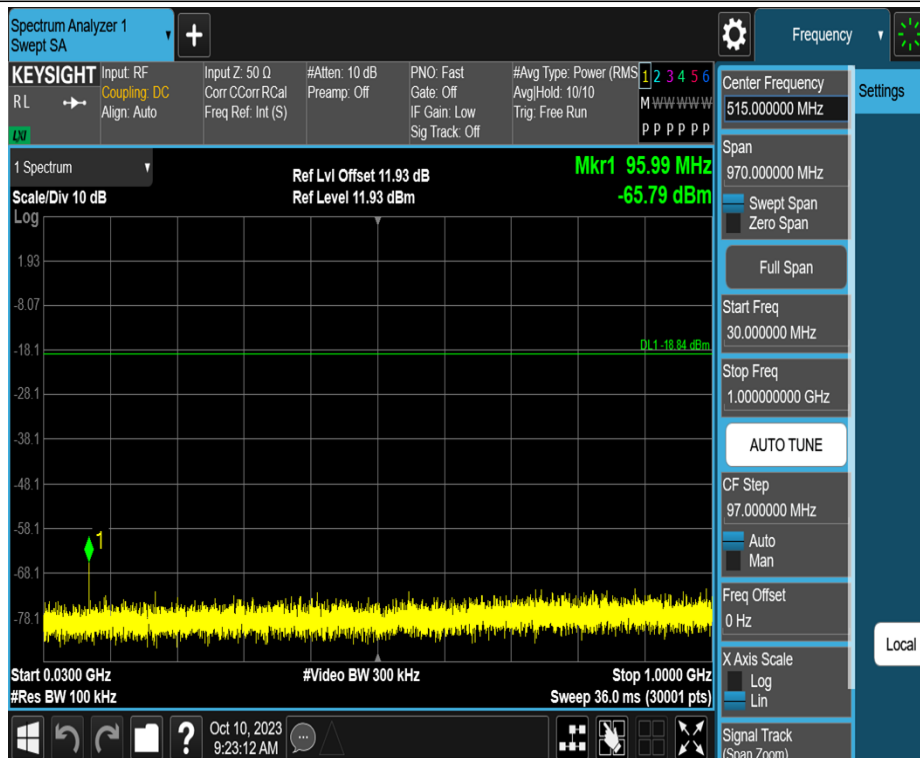 Spectrum Analyzer 1
Swept SA
+
Frequency
KEYSIGHT
RL
LXI
Input: RF
Coupling: DC
Align: Auto
Input Z: 50 Ω
Corr CCorr RCal
Freq Ref: Int (S)
#Atten: 10 dB
Preamp: Off
PNO: Fast
Gate: Off
IF Gain: Low
Sig Track: Off
#Avg Type: Power (RMS
Avg|Hold: 10/10
Trig: Free Run
1 2 3 4 5 6
M W W W W W
P P P P P P
1 Spectrum
Scale/Div 10 dB
Log
Ref Lvl Offset 11.93 dB
Ref Level 11.93 dBm
Mkr1 95.99 MHz
-65.79 dBm
1.93
-8.07
-18.1
DL1 -18.84 dBm
-28.1
-38.1
-48.1
-58.1
1
-68.1
-78.1
Start 0.0300 GHz
#Res BW 100 kHz
#Video BW 300 kHz
Stop 1.0000 GHz
Sweep 36.0 ms (30001 pts)
?
Oct 10, 2023
9:23:12 AM
Center Frequency
515.000000 MHz
Span
970.000000 MHz
Swept Span
Zero Span
Full Span
Start Freq
30.000000 MHz
Stop Freq
1.000000000 GHz
AUTO TUNE
CF Step
97.000000 MHz
Auto
Man
Freq Offset
0 Hz
X Axis Scale
Log
Lin
Signal Track
(Span Zoom)
Settings
Local